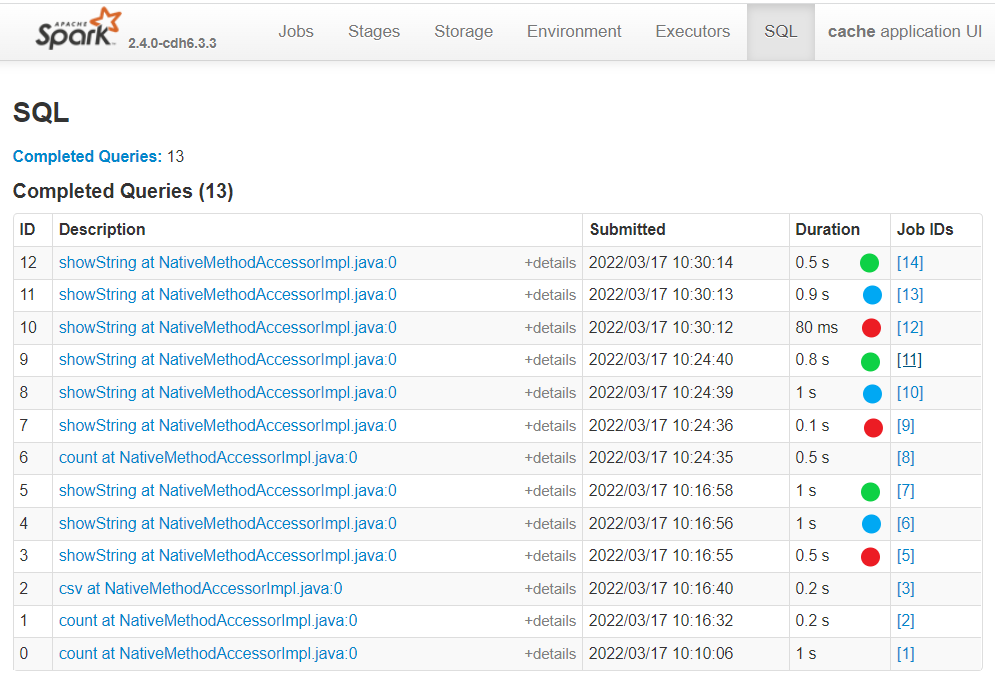 APACHE
Spark 2.4.0-cdh6.3.3 Jobs Stages Storage Environment Executors SQL cache application UI
SQL
Completed Queries: 13
Completed Queries (13)
ID Description Submitted Duration Job IDs
12 showString at NativeMethodAccessorImpl.java:0 +details 2022/03/17 10:30:14 0.5 s [14]
11 showString at NativeMethodAccessorImpl.java:0 +details 2022/03/17 10:30:13 0.9 s [13]
10 showString at NativeMethodAccessorImpl.java:0 +details 2022/03/17 10:30:12 80 ms [12]
9 showString at NativeMethodAccessorImpl.java:0 +details 2022/03/17 10:24:40 0.8 s [11]
8 showString at NativeMethodAccessorImpl.java:0 +details 2022/03/17 10:24:39 1 s [10]
7 showString at NativeMethodAccessorImpl.java:0 +details 2022/03/17 10:24:36 0.1 s [9]
6 count at NativeMethodAccessorImpl.java:0 +details 2022/03/17 10:24:35 0.5 s [8]
5 showString at NativeMethodAccessorImpl.java:0 +details 2022/03/17 10:16:58 1 s [7]
4 showString at NativeMethodAccessorImpl.java:0 +details 2022/03/17 10:16:56 1 s [6]
3 showString at NativeMethodAccessorImpl.java:0 +details 2022/03/17 10:16:55 0.5 s [5]
2 csv at NativeMethodAccessorImpl.java:0 +details 2022/03/17 10:16:40 0.2 s [3]
1 count at NativeMethodAccessorImpl.java:0 +details 2022/03/17 10:16:32 0.2 s [2]
0 count at NativeMethodAccessorImpl.java:0 +details 2022/03/17 10:10:06 1 s [1]